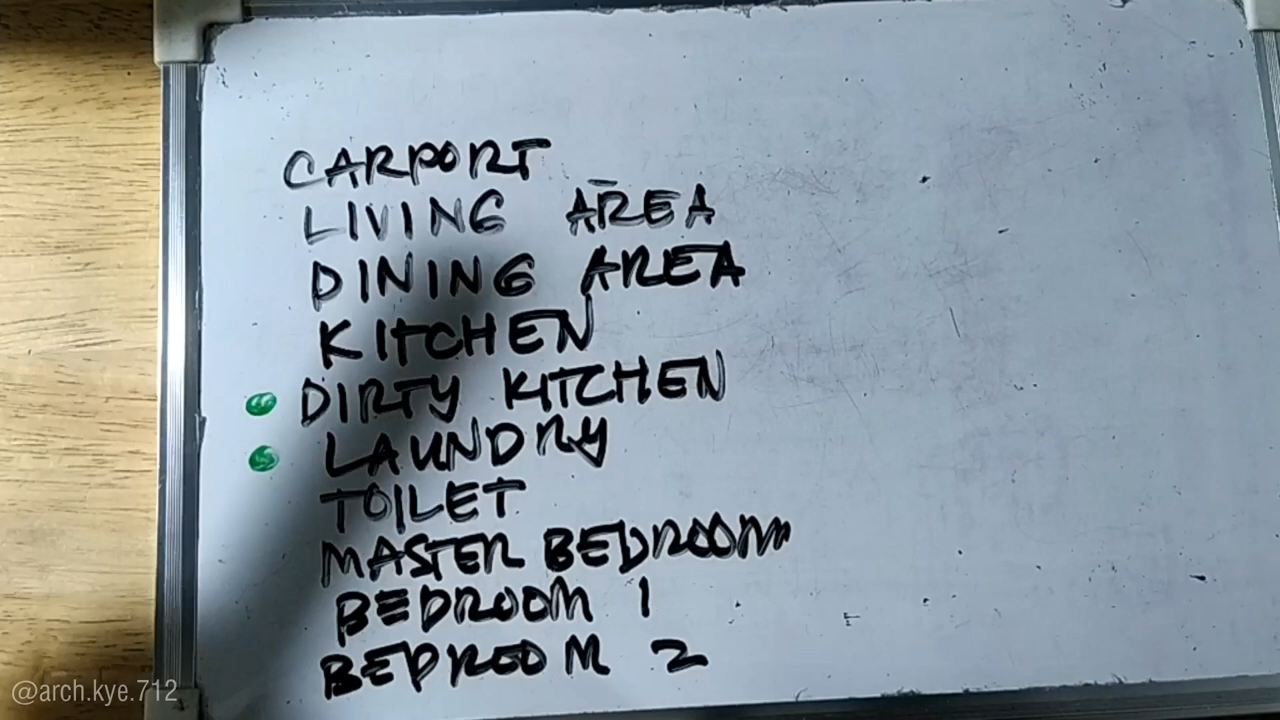 CARPORT
LIVING AREA
DINING AREA
KITCHEN
DIRTY KITCHEN
LAUNDRY
TOILET
MASTER BEDROOM
BEDROOM 1
BEDROOM 2
@arch.kye.712